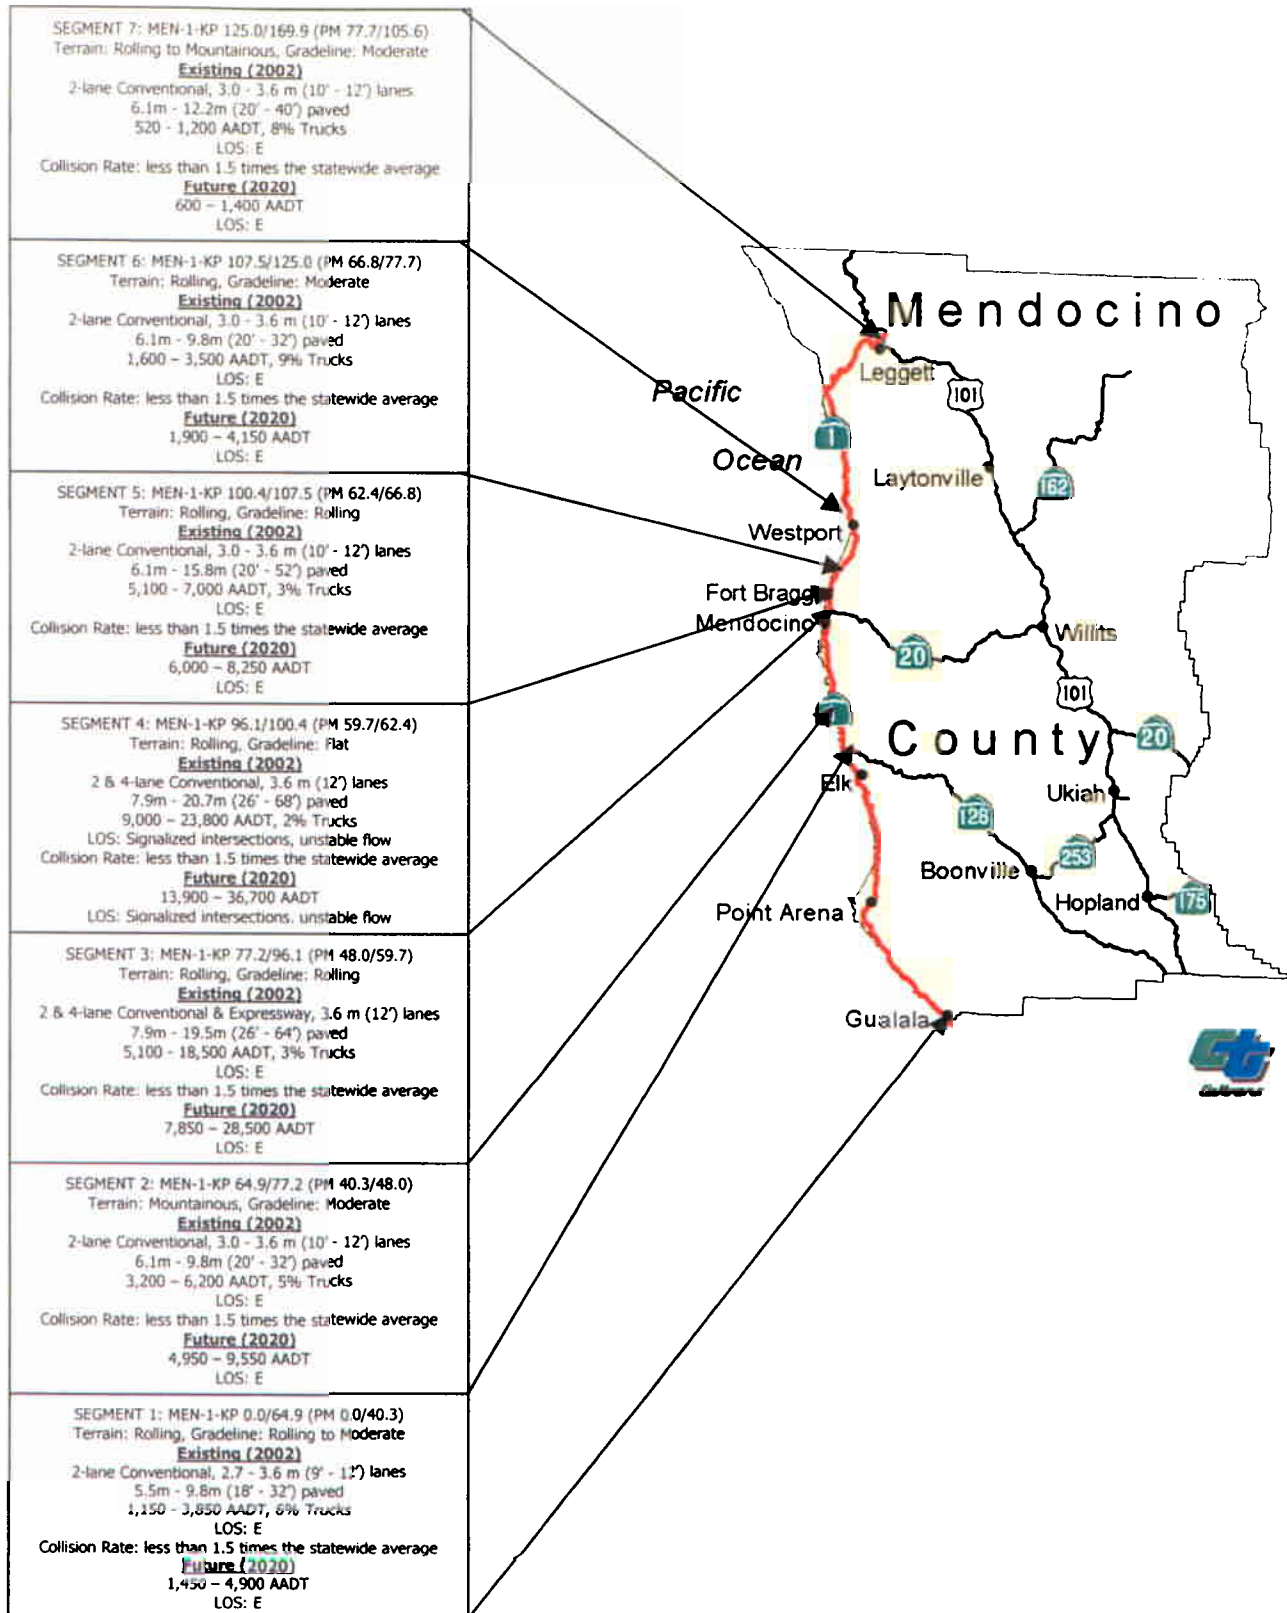 SEGMENT 7: MEN-1-KP 125.0/169.9 (PM 77.7/105.6)
Terrain: Rolling to Mountainous, Gradeline: Moderate
Existing (2002)
2-lane Conventional, 3.0 - 3.6 m (10' - 12') lanes
6.1m - 12.2m (20' - 40') paved
520 - 1,200 AADT, 8% Trucks
LOS: E
Collision Rate: less than 1.5 times the statewide average
Future (2020)
600 – 1,400 AADT
LOS: E
SEGMENT 6: MEN-1-KP 107.5/125.0 (PM 66.8/77.7)
Terrain: Rolling, Gradeline: Moderate
Existing (2002)
2-lane Conventional, 3.0 - 3.6 m (10' - 12') lanes
6.1m - 9.8m (20' - 32') paved
1,600 – 3,500 AADT, 9% Trucks
LOS: E
Collision Rate: less than 1.5 times the statewide average
Future (2020)
1,900 – 4,150 AADT
LOS: E
SEGMENT 5: MEN-1-KP 100.4/107.5 (PM 62.4/66.8)
Terrain: Rolling, Gradeline: Rolling
Existing (2002)
2-lane Conventional, 3.0 - 3.6 m (10' - 12') lanes
6.1m - 15.8m (20' - 52') paved
5,100 - 7,000 AADT, 3% Trucks
LOS: E
Collision Rate: less than 1.5 times the statewide average
Future (2020)
6,000 – 8,250 AADT
LOS: E
SEGMENT 4: MEN-1-KP 96.1/100.4 (PM 59.7/62.4)
Terrain: Rolling, Gradeline: Flat
Existing (2002)
2 & 4-lane Conventional, 3.6 m (12') lanes
7.9m - 20.7m (26' - 68') paved
9,000 – 23,800 AADT, 2% Trucks
LOS: Signalized intersections, unstable flow
Collision Rate: less than 1.5 times the statewide average
Future (2020)
13,900 – 36,700 AADT
LOS: Signalized intersections, unstable flow
SEGMENT 3: MEN-1-KP 77.2/96.1 (PM 48.0/59.7)
Terrain: Rolling, Gradeline: Rolling
Existing (2002)
2 & 4-lane Conventional & Expressway, 3.6 m (12') lanes
7.9m - 19.5m (26' - 64') paved
5,100 - 18,500 AADT, 3% Trucks
LOS: E
Collision Rate: less than 1.5 times the statewide average
Future (2020)
7,850 – 28,500 AADT
LOS: E
SEGMENT 2: MEN-1-KP 64.9/77.2 (PM 40.3/48.0)
Terrain: Mountainous, Gradeline: Moderate
Existing (2002)
2-lane Conventional, 3.0 - 3.6 m (10' - 12') lanes
6.1m - 9.8m (20' - 32') paved
3,200 – 6,200 AADT, 5% Trucks
LOS: E
Collision Rate: less than 1.5 times the statewide average
Future (2020)
4,950 – 9,550 AADT
LOS: E
SEGMENT 1: MEN-1-KP 0.0/64.9 (PM 0.0/40.3)
Terrain: Rolling, Gradeline: Rolling to Moderate
Existing (2002)
2-lane Conventional, 2.7 - 3.6 m (9' - 12') lanes
5.5m - 9.8m (18' - 32') paved
1,150 - 3,850 AADT, 6% Trucks
LOS: E
Collision Rate: less than 1.5 times the statewide average
Future (2020)
1,450 – 4,900 AADT
LOS: E
Mendocino
Leggett
101
Pacific
1
Ocean
Laytonville
162
Westport
Fort Bragg
Mendocino
Willits
20
101
1
County
20
Elk
Ukiah
128
253
Boonville
Hopland
175
Point Arena
Gualala
Caltrans